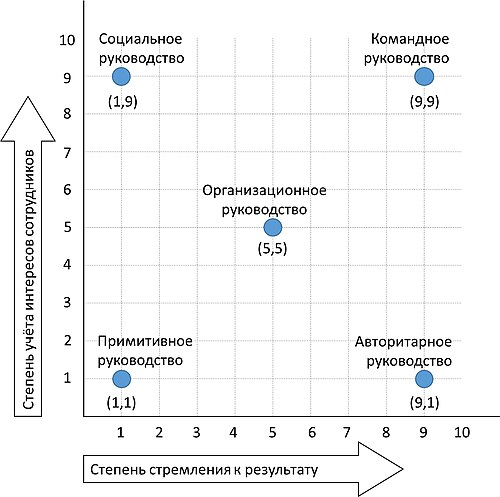 10
Социальное
руководство
Командное
руководство
9
(1,9)
(9,9)
8
7
6
Организационное
руководство
5
(5,5)
4
3
2
Примитивное
руководство
Авторитарное
руководство
1
(1,1)
(9,1)
1 2 3 4 5 6 7 8 9 10
Степень учёта интересов сотрудников
Степень стремления к результату